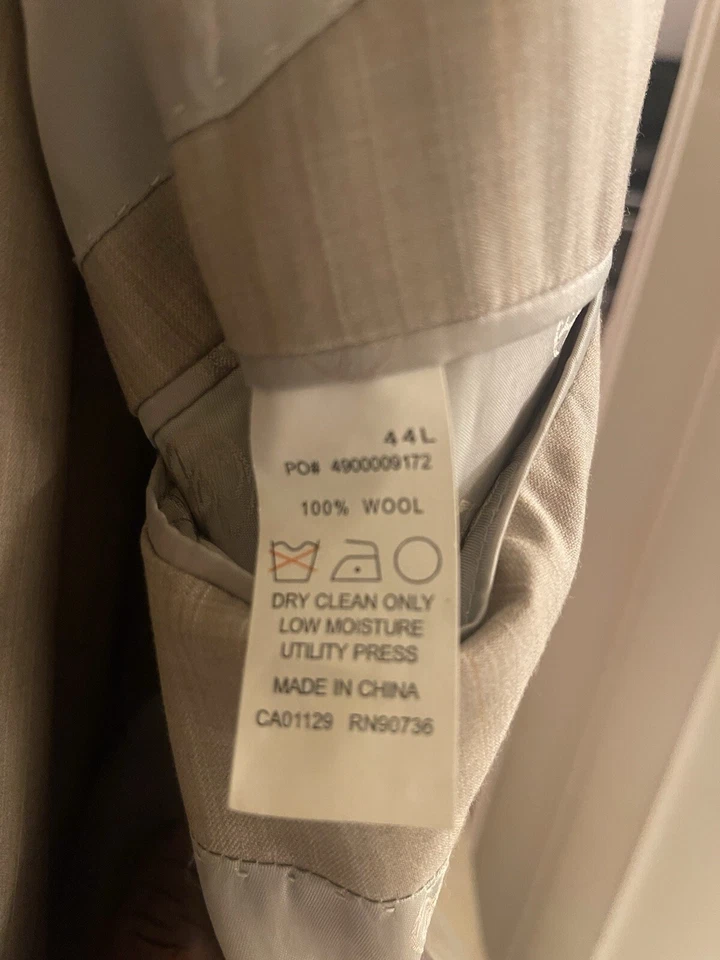 44L
PO# 4900009172
100% WOOL
DRY CLEAN ONLY
LOW MOISTURE
UTILITY PRESS
MADE IN CHINA
CA01129 RN90736